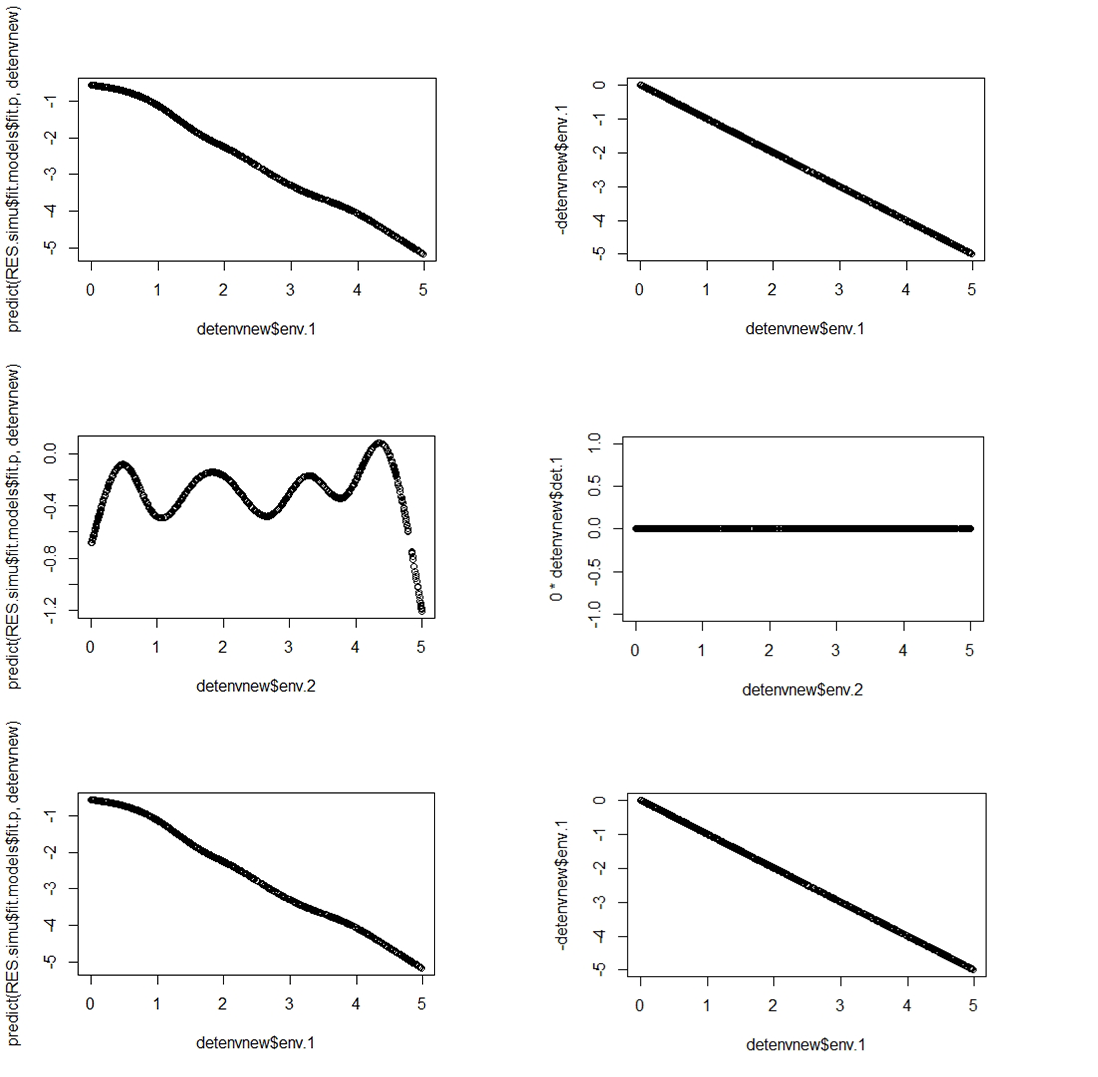 predict(RES.simu$fit.models$fit.p, detenvnew)
-1
-2
-3
-4
-5
0 1 2 3 4 5
detenvnew$env.1
-detenvnew$env.1
0
-1
-2
-3
-4
-5
0 1 2 3 4 5
detenvnew$env.1
predict(RES.simu$fit.models$fit.p, detenvnew)
0.0
-0.4
-0.8
-1.2
0 1 2 3 4 5
detenvnew$env.2
0 * detenvnew$det.1
1.0
0.5
0.0
-0.5
-1.0
0 1 2 3 4 5
detenvnew$env.2
predict(RES.simu$fit.models$fit.p, detenvnew)
-1
-2
-3
-4
-5
0 1 2 3 4 5
detenvnew$env.1
-detenvnew$env.1
0
-1
-2
-3
-4
-5
0 1 2 3 4 5
detenvnew$env.1